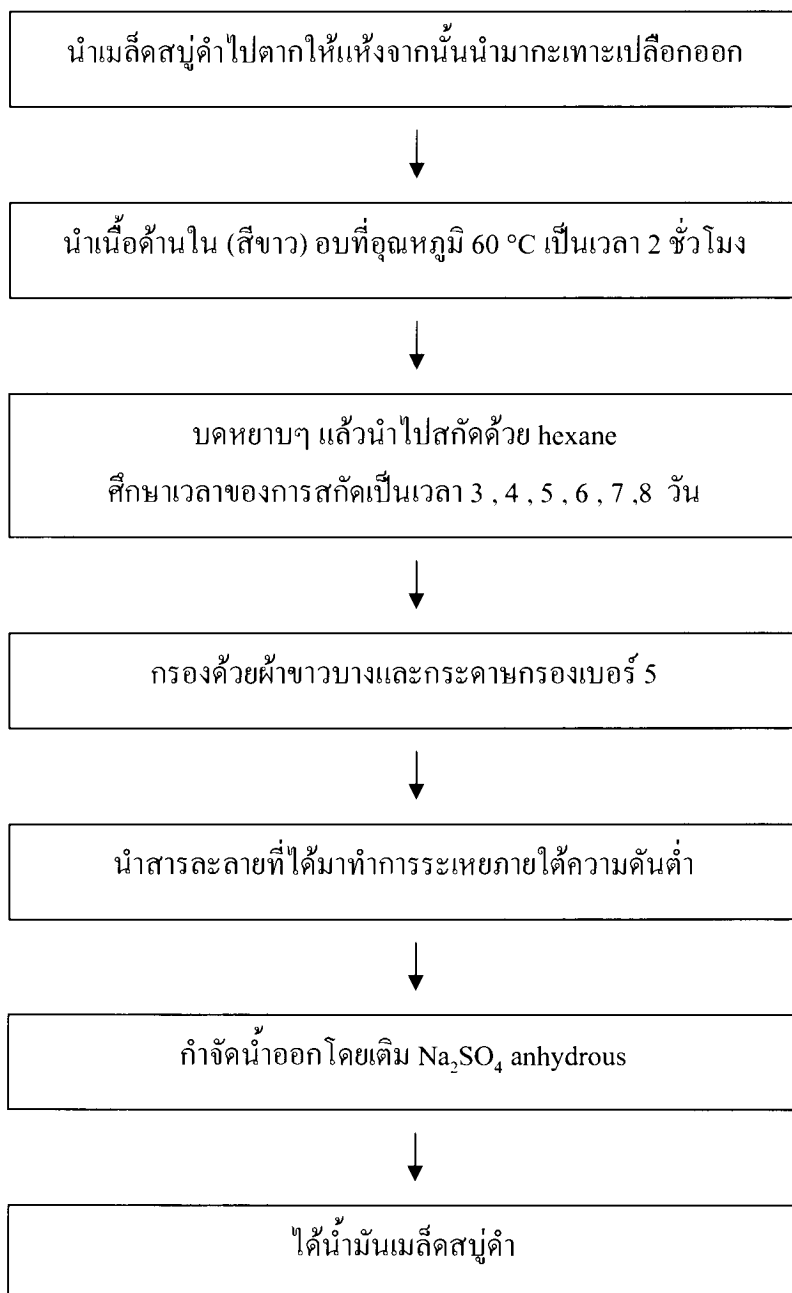 นำเมล็ดสบู่ดำไปตากให้แห้งจากนั้นนำมากะเทาะเปลือกออก
นำเนื้อด้านใน (สีขาว) อบที่อุณหภูมิ 60 °C เป็นเวลา 2 ชั่วโมง
บดหยาบๆ แล้วนำไปสกัดด้วย hexane
ศึกษาเวลาของการสกัดเป็นเวลา 3 , 4 , 5 , 6 , 7 ,8 วัน
กรองด้วยผ้าขาวบางและกระดาษกรองเบอร์ 5
นำสารละลายที่ได้มาทำการระเหยภายใต้ความดันต่ำ
กำจัดน้ำออกโดยเติม Na₂SO₄ anhydrous
ได้น้ำมันเมล็ดสบู่ดำ